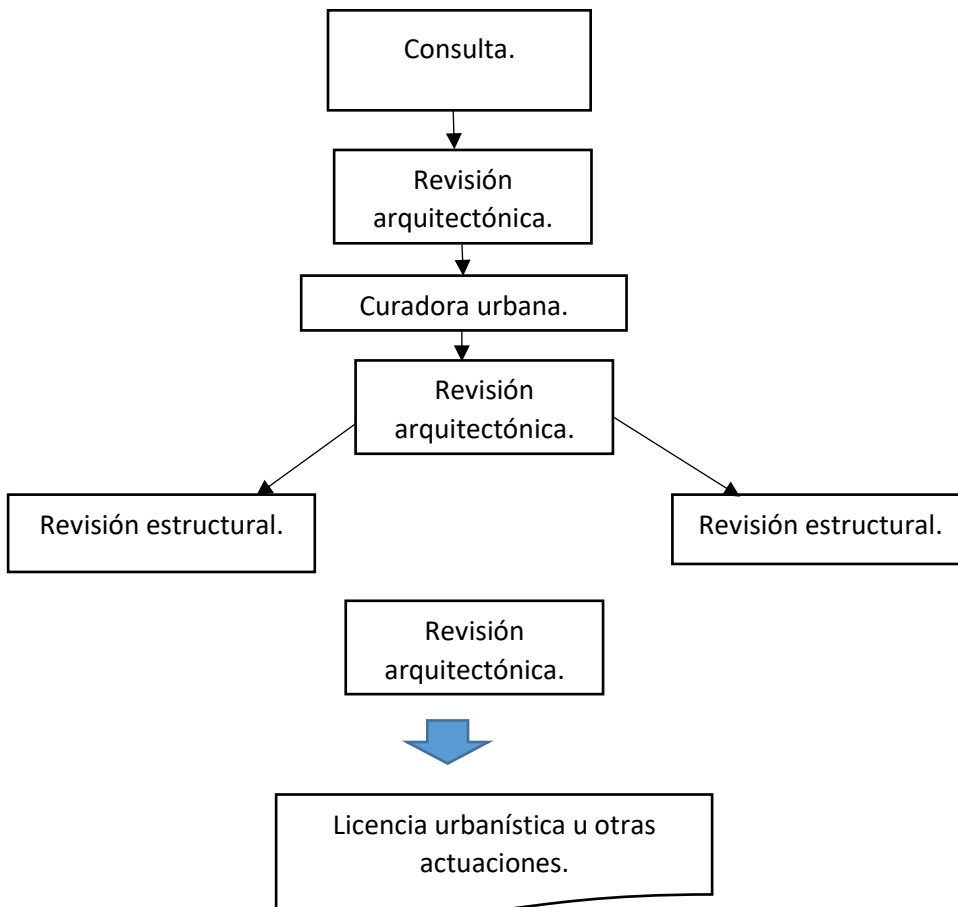 Consulta.
Revisión
arquitectónica.
Curadora urbana.
Revisión
arquitectónica.
Revisión estructural.
Revisión estructural.
Revisión
arquitectónica.
Licencia urbanística u otras
actuaciones.